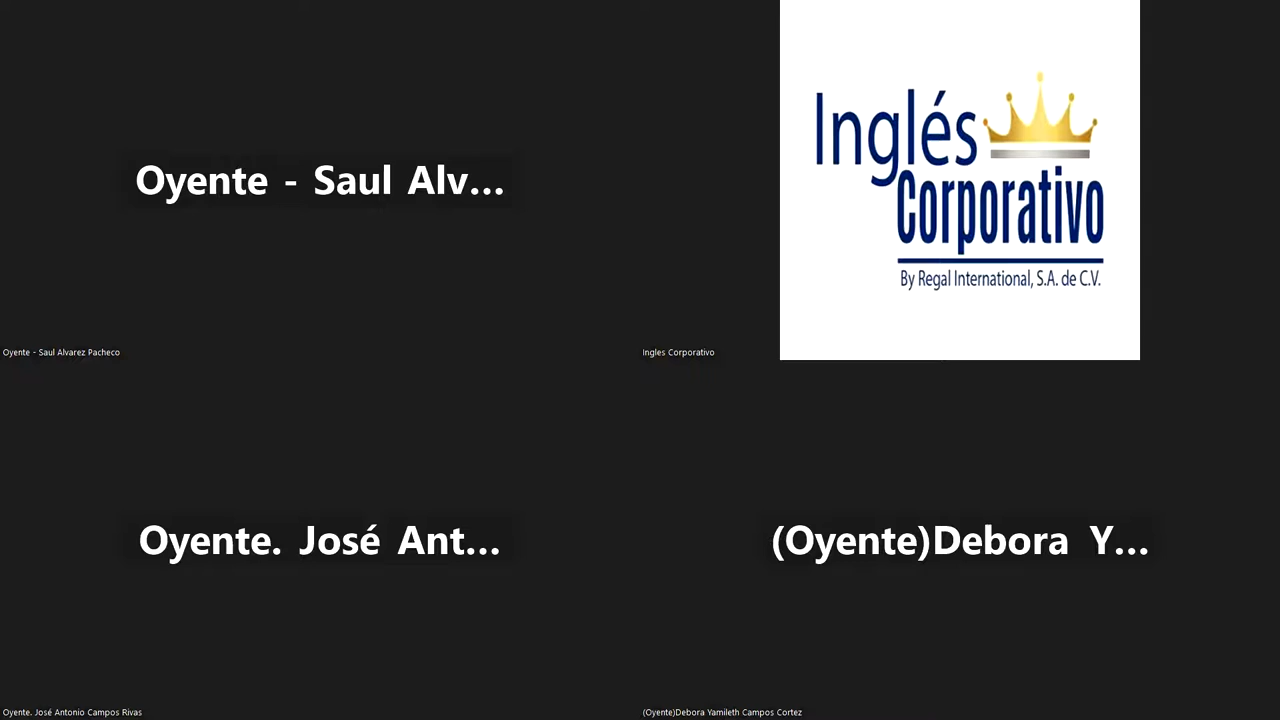 Oyente - Saul Alv...
Oyente - Saul Alvarez Pacheco
Inglés
Corporativo
By Regal International, S.A. de C.V.
Ingles Corporativo
Oyente. José Ant...
Oyente. José Antonio Campos Rivas
(Oyente)Debora Y...
(Oyente)Debora Yamileth Campos Cortez